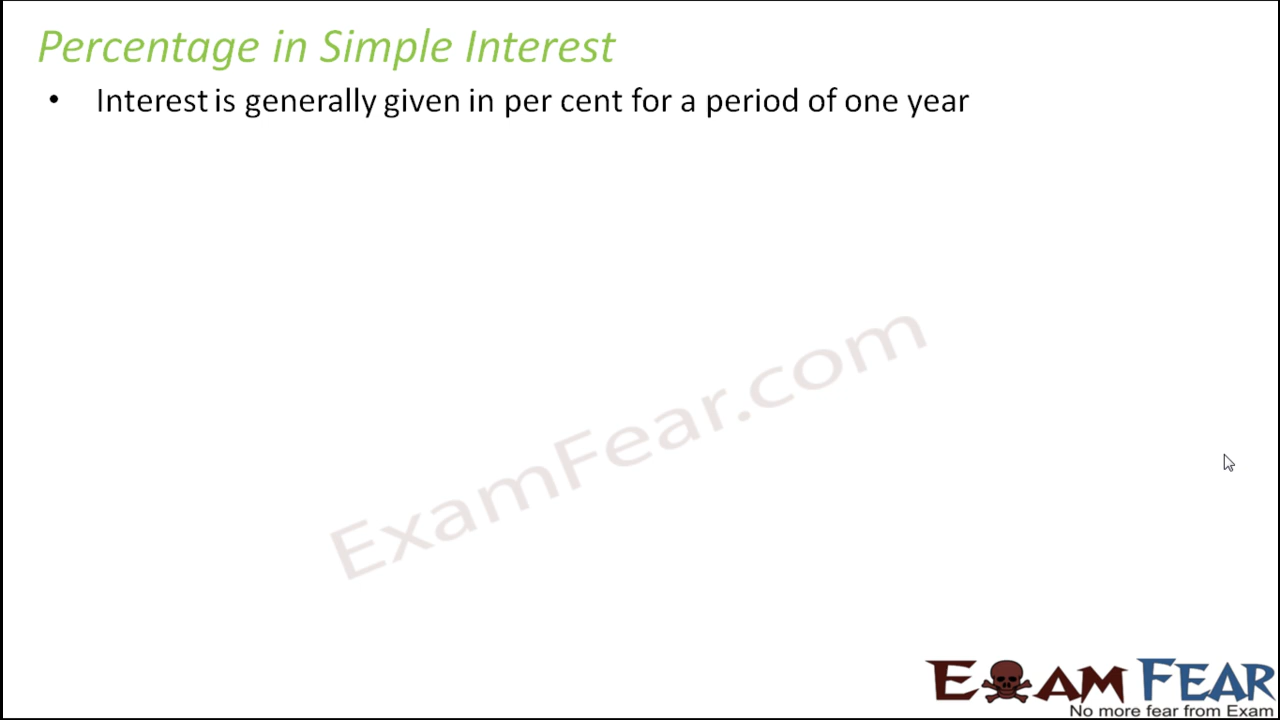 Percentage in Simple Interest
• Interest is generally given in per cent for a period of one year
ExamFear.com
EXAM FEAR
No more fear from Exam